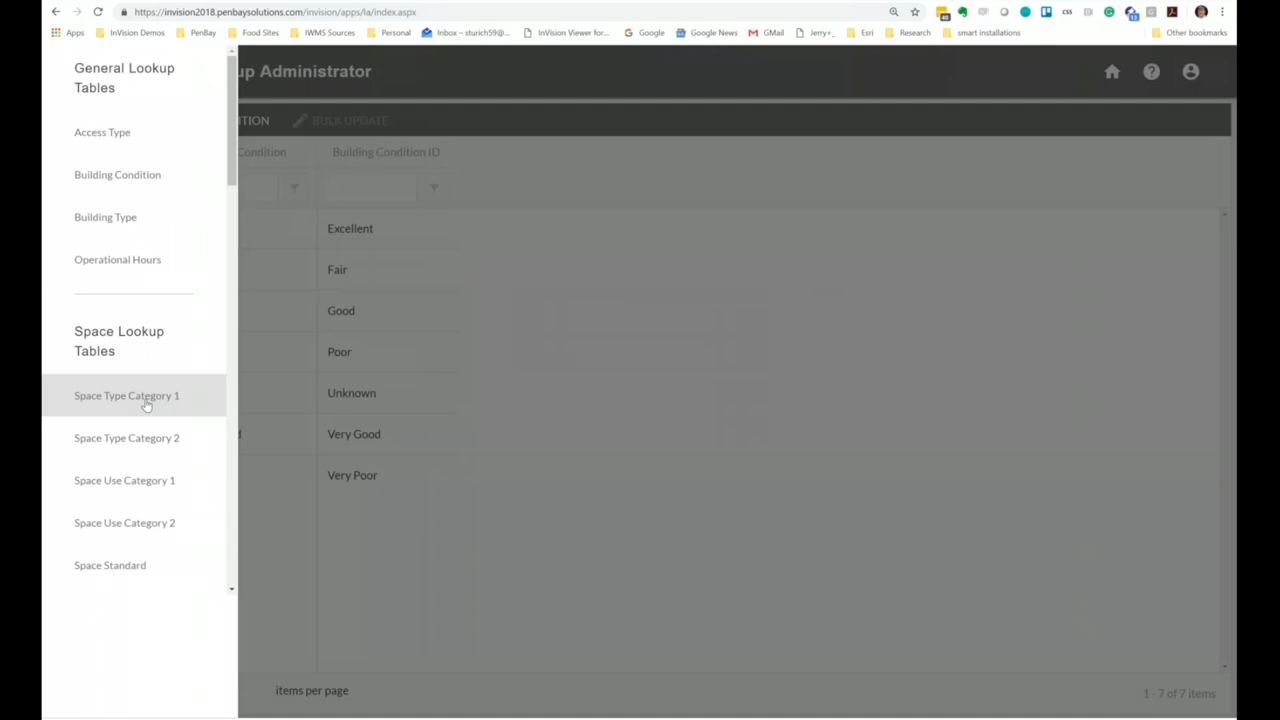 https://invision2018.penbaysolutions.com/invision/apps/la/index.aspx
Apps InVision Demos PenBay Food Sites IWMS Sources Personal Inbox – sturich59@... InVision Viewer for... Google Google News GMail Jerry+_ Esri Research smart installations Other bookmarks
General Lookup
Tables
Access Type
Building Condition
Building Type
Operational Hours
Space Lookup
Tables
Space Type Category 1
Space Type Category 2
Space Use Category 1
Space Use Category 2
Space Standard
up Administrator
ITION BULK UPDATE
Condition Building Condition ID
Excellent
Fair
Good
Poor
Unknown
d Very Good
Very Poor
items per page 1 - 7 of 7 items